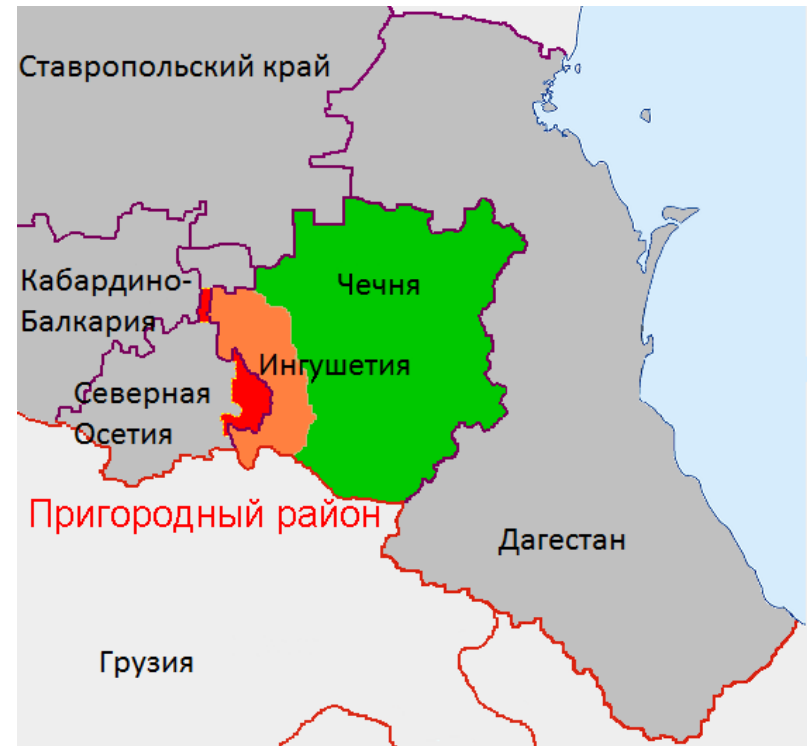 Ставропольский край
Чечня
Кабардино-
Балкария
Ингушетия
Северная
Осетия
Пригородный район
Дагестан
Грузия